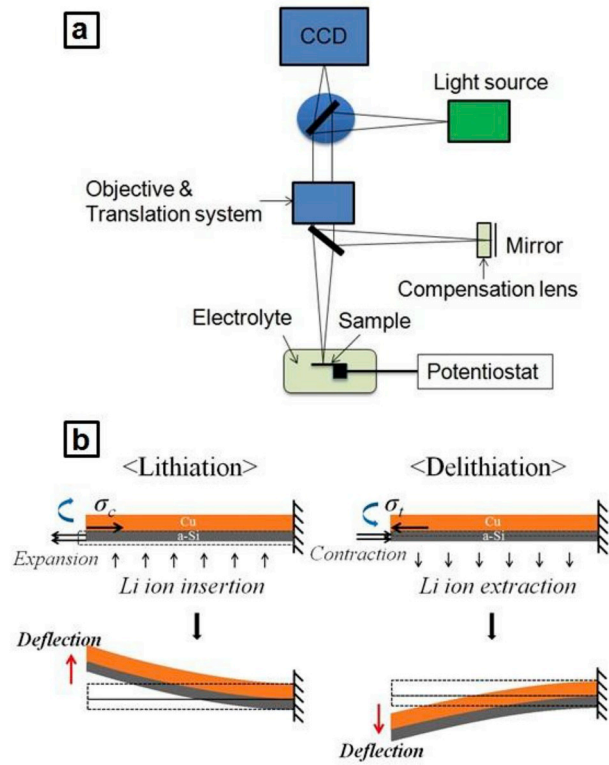 a
CCD
Light source
Objective &
Translation system
Mirror
Compensation lens
Electrolyte
Sample
Potentiostat
b
<Lithiation>
<Delithiation>
σc
σt
Cu
Cu
a-Si
a-Si
Expansion
Contraction
Li ion insertion
Li ion extraction
Deflection
Deflection